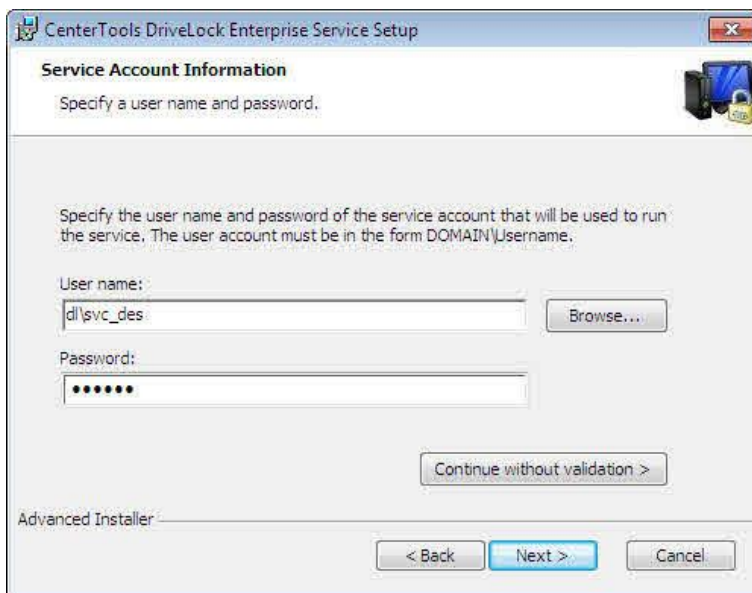 CenterTools DriveLock Enterprise Service Setup
Service Account Information
Specify a user name and password.
Specify the user name and password of the service account that will be used to run
the service. The user account must be in the form DOMAIN\Username.
User name:
dl\svc_des
Browse...
Password:
••••••
Continue without validation >
Advanced Installer
< Back
Next >
Cancel